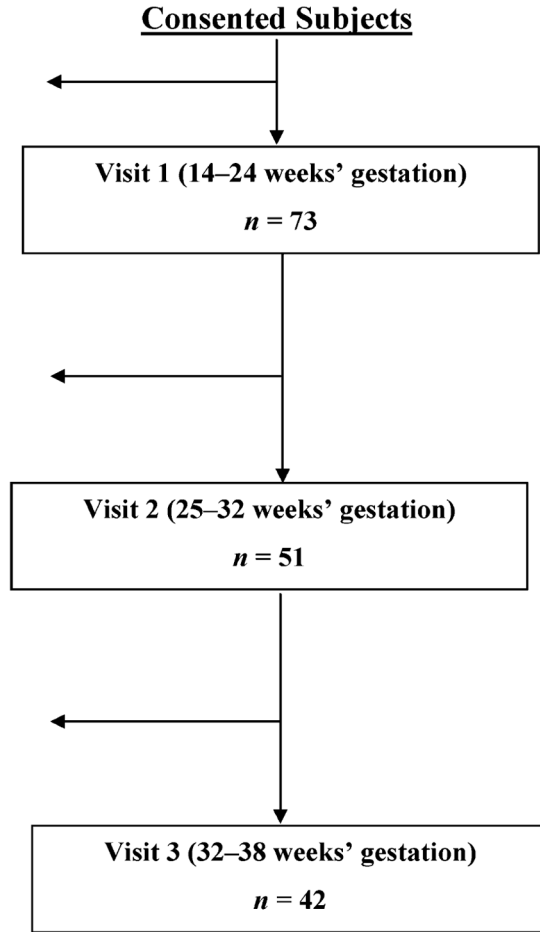 Consented Subjects
Visit 1 (14–24 weeks’ gestation)
n = 73
Visit 2 (25–32 weeks’ gestation)
n = 51
Visit 3 (32–38 weeks’ gestation)
n = 42